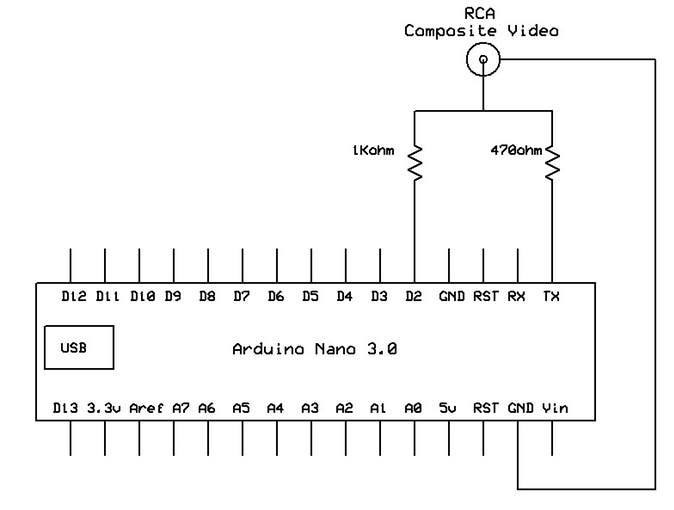 RCA
Composite Video
1Kohm 470ohm
D12 D11 D10 D9 D8 D7 D6 D5 D4 D3 D2 GND RST RX TX
USB
Arduino Nano 3.0
D13 3.3v Aref A7 A6 A5 A4 A3 A2 A1 A0 5v RST GND Vin